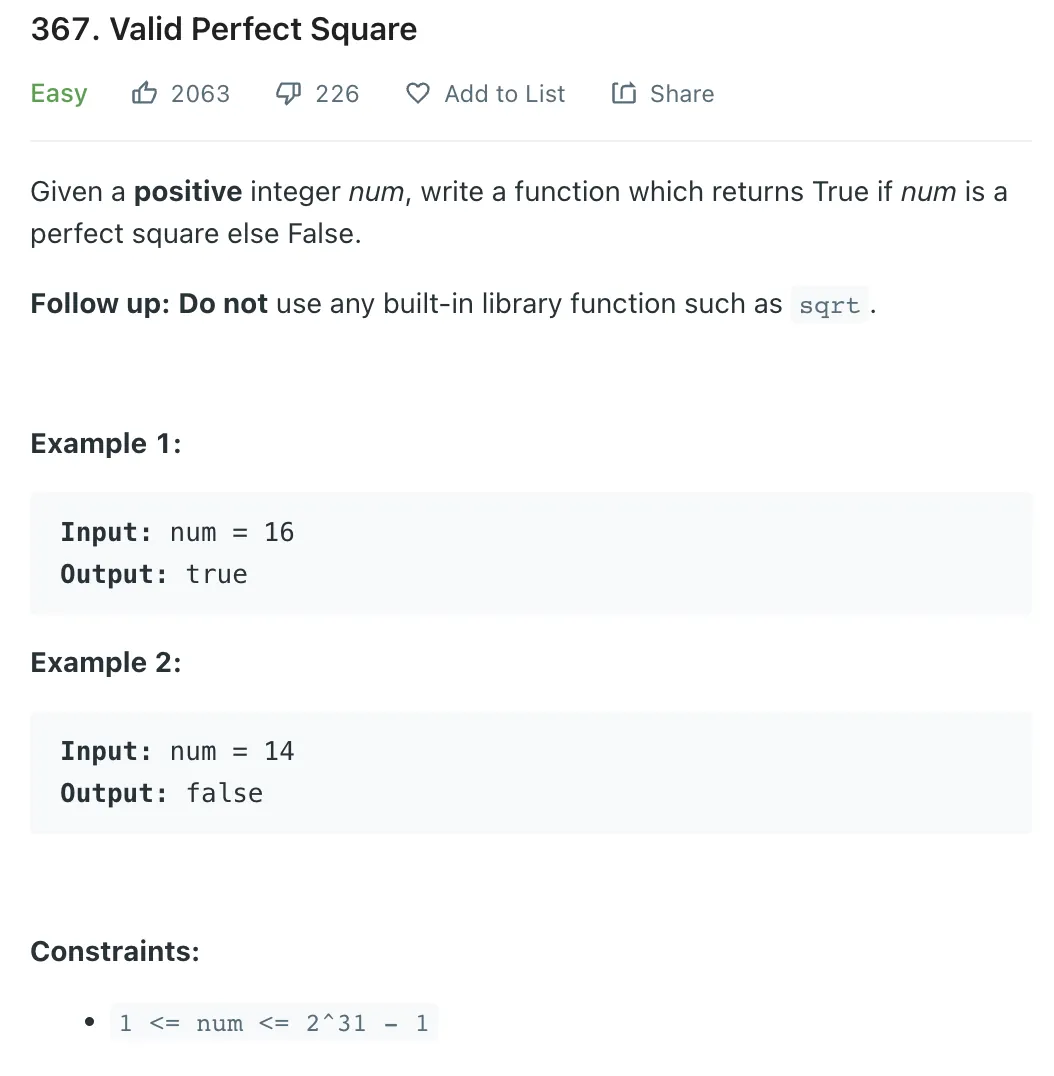 367. Valid Perfect Square
Easy 2063 226 Add to List Share
Given a positive integer num, write a function which returns True if num is a
perfect square else False.
Follow up: Do not use any built-in library function such as sqrt.
Example 1:
Input: num = 16
Output: true
Example 2:
Input: num = 14
Output: false
Constraints:
• 1 <= num <= 2^31 - 1